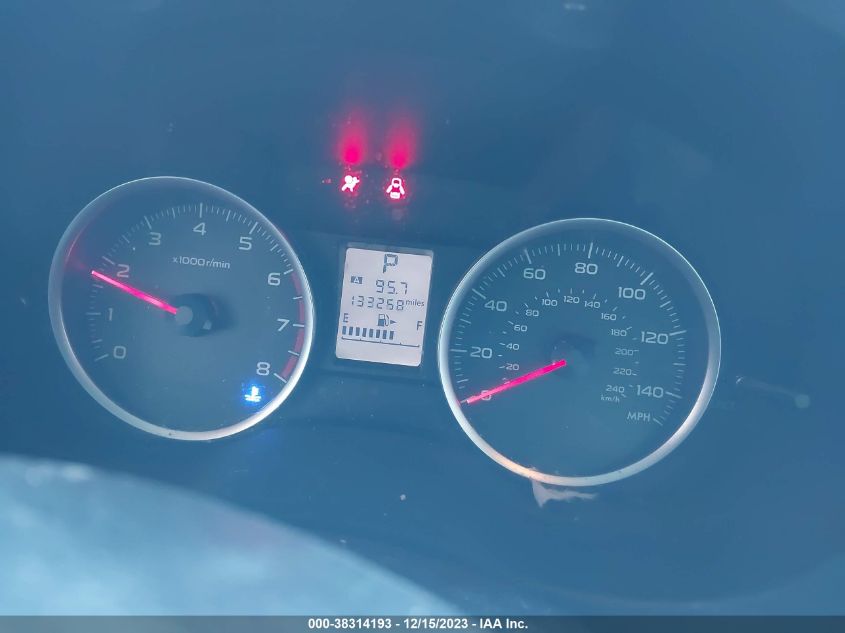 0 1 2 3 4 5 6 7 8
x1000r/min
P
A 95.7
133268 miles
E F
0 20 40 60 80 100 120 140
20 40 60 80 100 120 140 160 180 200 220 240
km/h
MPH
000-38314193 - 12/15/2023 - IAA Inc.